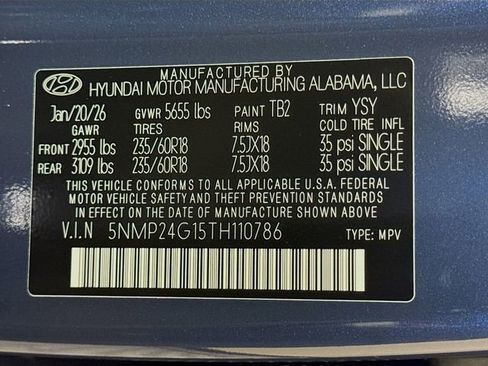 MANUFACTURED BY
HYUNDAI MOTOR MANUFACTURING ALABAMA, LLC
Jan/20/26 GVWR 5655 lbs PAINT TB2 TRIM YSY
GAWR TIRES RIMS COLD TIRE INFL
FRONT 2955 lbs 235/60R18 7.5JX18 35 psi SINGLE
REAR 3109 lbs 235/60R18 7.5JX18 35 psi SINGLE
THIS VEHICLE CONFORMS TO ALL APPLICABLE U.S.A. FEDERAL
MOTOR VEHICLE SAFETY AND THEFT PREVENTION STANDARDS
IN EFFECT ON THE DATE OF MANUFACTURE SHOWN ABOVE.
V.I.N 5NMP24G15TH110786 TYPE: MPV